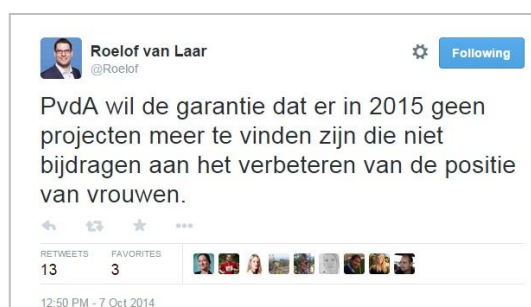 Roelof van Laar
@Roelof
Following
PvdA wil de garantie dat er in 2015 geen
projecten meer te vinden zijn die niet
bijdragen aan het verbeteren van de positie
van vrouwen.
RETWEETS FAVORITES
13 3
12:50 PM - 7 Oct 2014